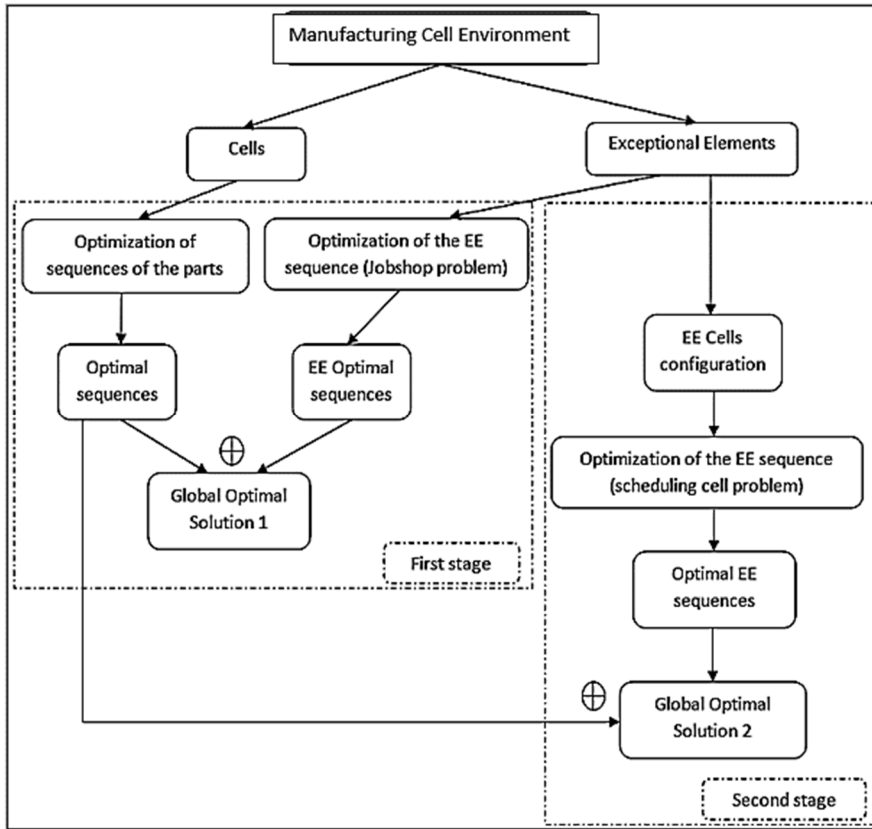 Manufacturing Cell Environment
Cells
Exceptional Elements
Optimization of
sequences of the parts
Optimization of the EE
sequence (Jobshop problem)
Optimal
sequences
EE Optimal
sequences
EE Cells
configuration
Global Optimal
Solution 1
Optimization of the EE sequence
(scheduling cell problem)
First stage
Optimal EE
sequences
Global Optimal
Solution 2
Second stage